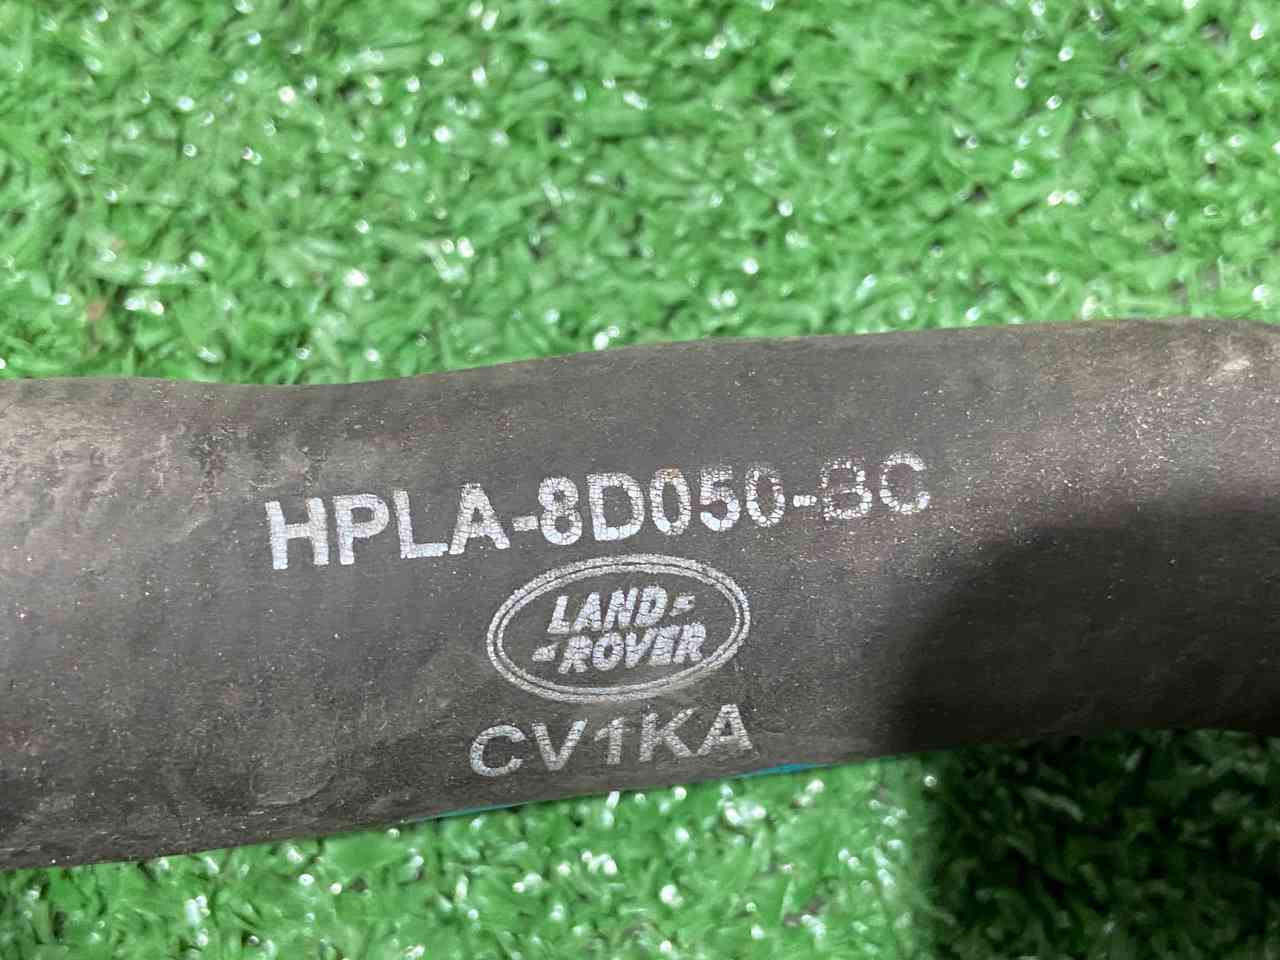 HPLA-8D050-BC
LAND
ROVER
CV1KA